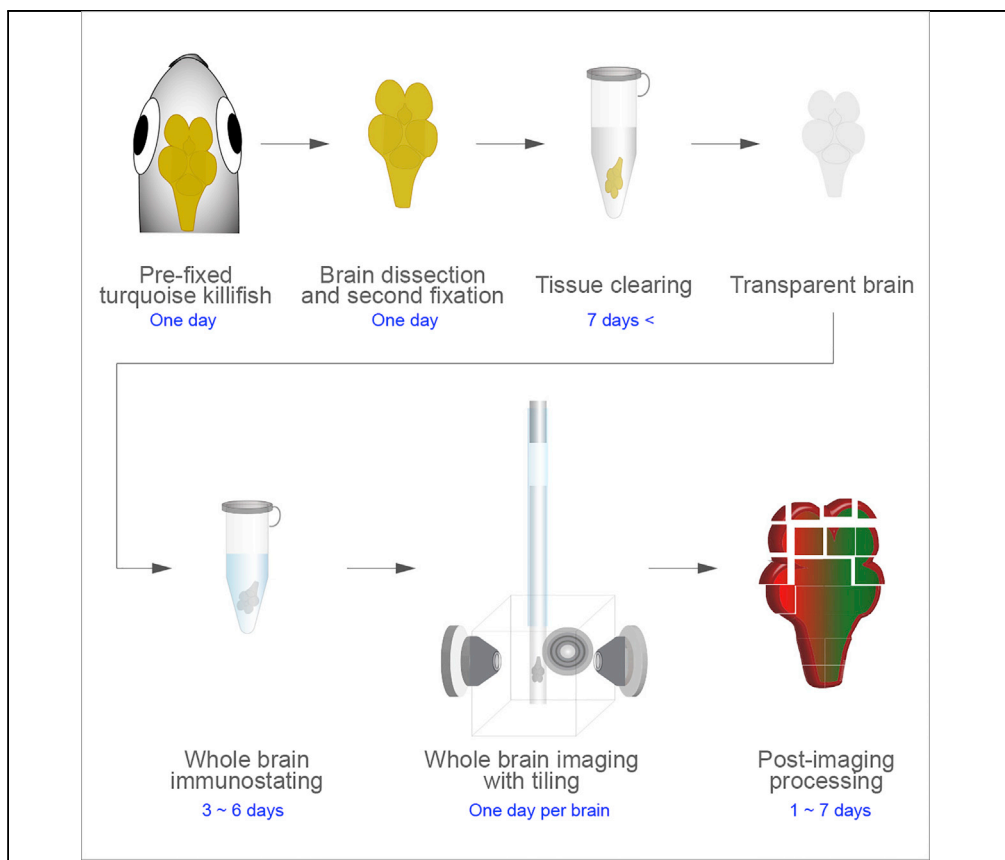 Pre-fixed
turquoise killifish
One day
Brain dissection
and second fixation
One day
Tissue clearing
7 days <
Transparent brain
Whole brain
immunostating
3 ~ 6 days
Whole brain imaging
with tiling
One day per brain
Post-imaging
processing
1 ~ 7 days